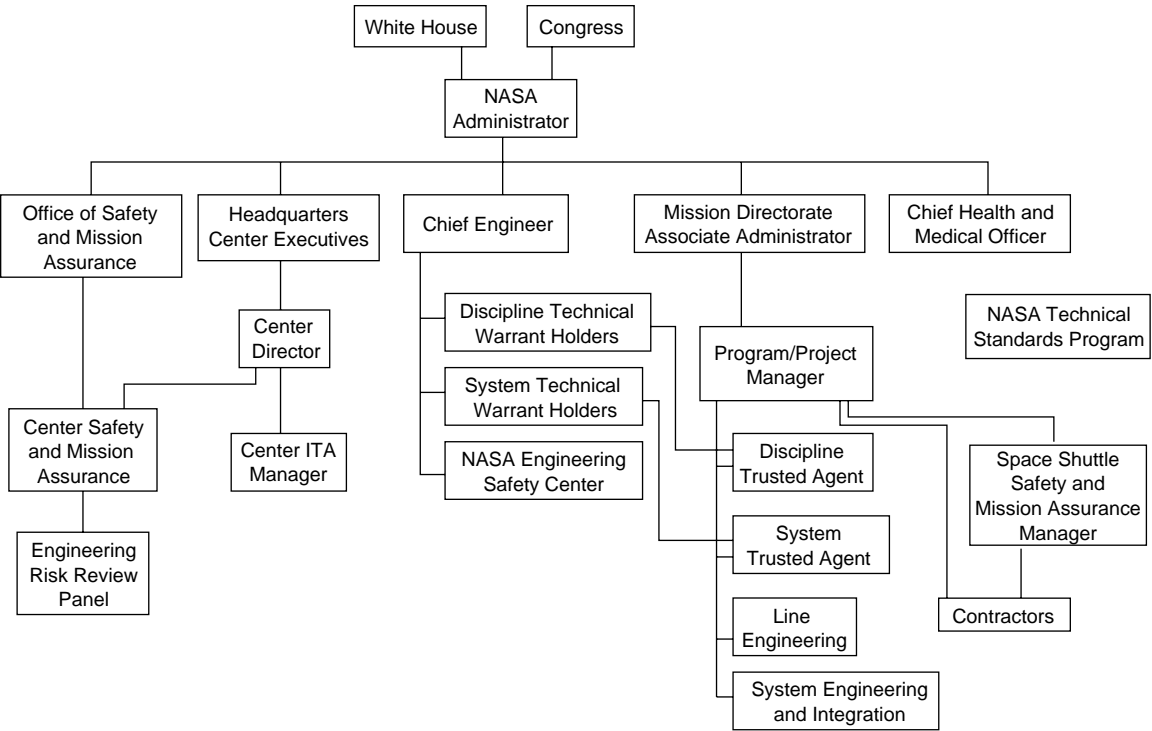 White House
Congress
NASA
Administrator
Office of Safety
and Mission
Assurance
Headquarters
Center Executives
Chief Engineer
Mission Directorate
Associate Administrator
Chief Health and
Medical Officer
Center
Director
Discipline Technical
Warrant Holders
Program/Project
Manager
NASA Technical
Standards Program
System Technical
Warrant Holders
Center Safety
and Mission
Assurance
Center ITA
Manager
NASA Engineering
Safety Center
Discipline
Trusted Agent
Space Shuttle
Safety and
Mission Assurance
Manager
Engineering
Risk Review
Panel
System
Trusted Agent
Line
Engineering
Contractors
System Engineering
and Integration